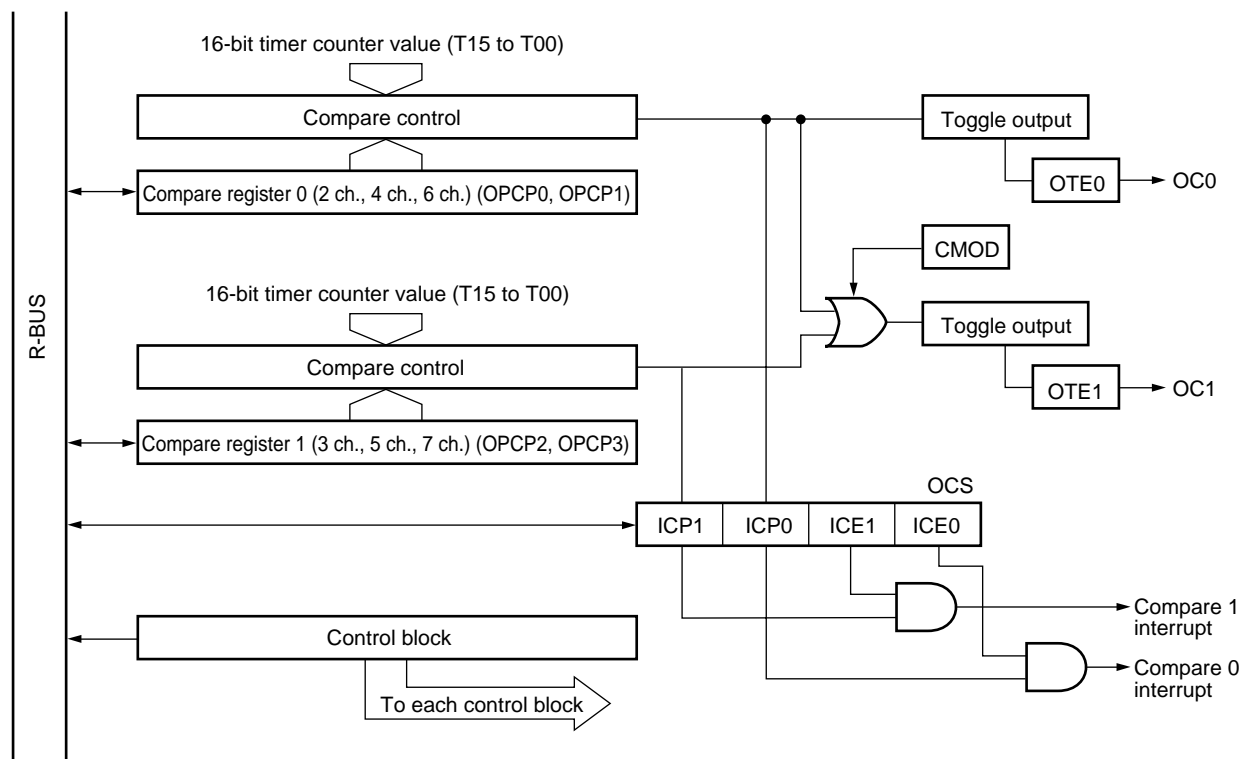 16-bit timer counter value (T15 to T00)
Compare control
Toggle output
Compare register 0 (2 ch., 4 ch., 6 ch.) (OPCP0, OPCP1)
OTE0
OC0
CMOD
16-bit timer counter value (T15 to T00)
R-BUS
Toggle output
Compare control
OTE1
OC1
Compare register 1 (3 ch., 5 ch., 7 ch.) (OPCP2, OPCP3)
OCS
ICP1
ICP0
ICE1
ICE0
Compare 1
interrupt
Control block
Compare 0
interrupt
To each control block